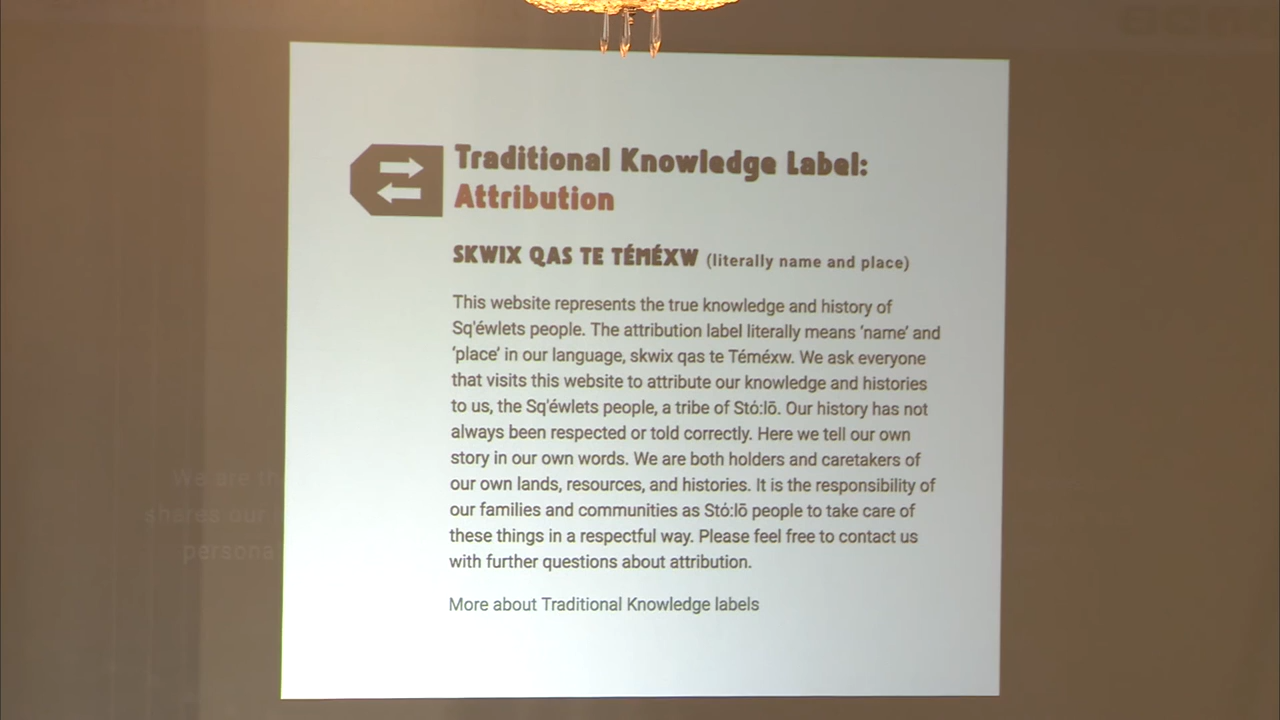 Traditional Knowledge Label:
Attribution
SKWIX QAS TE TÉMÉXW (literally name and place)
This website represents the true knowledge and history of
Sq'éwlets people. The attribution label literally means 'name' and
'place' in our language, skwix qas te Téméxw. We ask everyone
that visits this website to attribute our knowledge and histories
to us, the Sq'éwlets people, a tribe of Stó:lō. Our history has not
always been respected or told correctly. Here we tell our own
story in our own words. We are both holders and caretakers of
our own lands, resources, and histories. It is the responsibility of
our families and communities as Stó:lō people to take care of
these things in a respectful way. Please feel free to contact us
with further questions about attribution.
More about Traditional Knowledge labels
We are th
shares our
persona